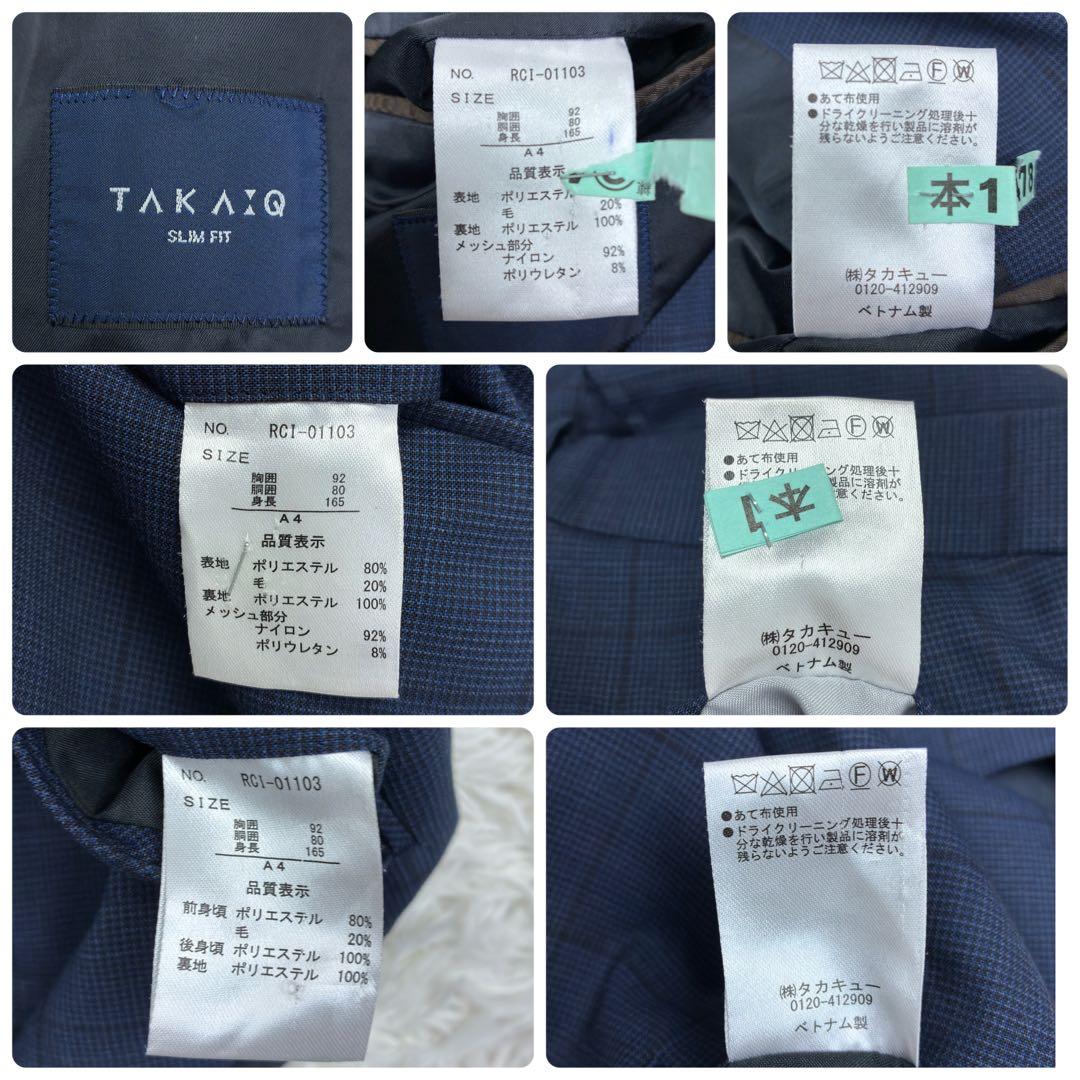 TAKA:Q
SLIM FIT
NO. RCI-01103
SIZE
胸囲 92
胴囲 80
身長 165
A4
品質表示
表地 ポリエステル
毛 20%
裏地 ポリエステル 100%
メッシュ部分
ナイロン 92%
ポリウレタン 8%
F W
●あて布使用
●ドライクリーニング処理後十
分な乾燥を行い製品に溶剤が
残らないようご注意ください。
本1
(株)タカキュー
0120-412909
ベトナム製
NO. RCI-01103
SIZE
胸囲 92
胴囲 80
身長 165
A4
品質表示
表地 ポリエステル 80%
毛 20%
裏地 ポリエステル 100%
メッシュ部分
ナイロン 92%
ポリウレタン 8%
F W
●あて布使用
●ドライクリーニング処理後十
製品に溶剤が
注意ください。
本1
(株)タカキュー
0120-412909
ベトナム製
NO. RCI-01103
SIZE
胸囲 92
胴囲 80
身長 165
A4
品質表示
前身頃 ポリエステル 80%
毛 20%
後身頃 ポリエステル 100%
裏地 ポリエステル 100%
F W
●あて布使用
●ドライクリーニング処理後十
分な乾燥を行い製品に溶剤が
残らないようご注意ください。
(株)タカキュー
0120-412909
ベトナム製